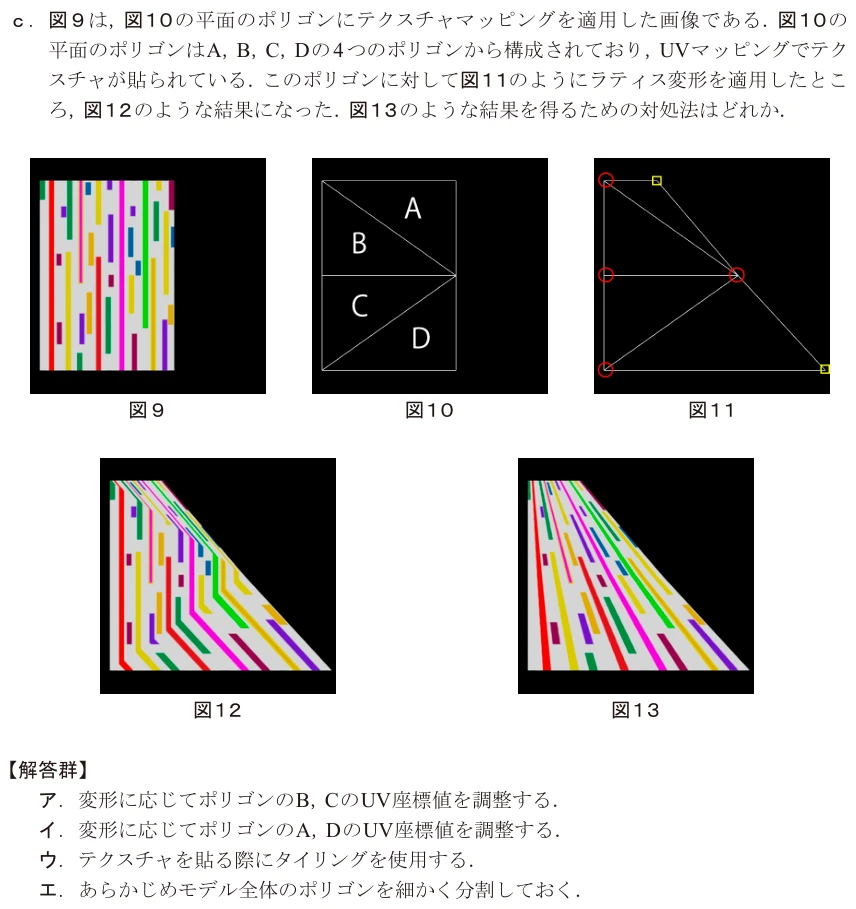 c．図９は，図10の平面のポリゴンにテクスチャマッピングを適用した画像である．図10の
平面のポリゴンはA, B, C, Dの4つのポリゴンから構成されており，UVマッピングでテク
スチャが貼られている．このポリゴンに対して図11のようにラティス変形を適用したとこ
ろ，図12のような結果になった．図13のような結果を得るための対処法はどれか．
A
B
C
D
図９
図10
図11
図12
図13
【解答群】
ア．変形に応じてポリゴンのB, CのUV座標値を調整する．
イ．変形に応じてポリゴンのA, DのUV座標値を調整する．
ウ．テクスチャを貼る際にタイリングを使用する．
エ．あらかじめモデル全体のポリゴンを細かく分割しておく．